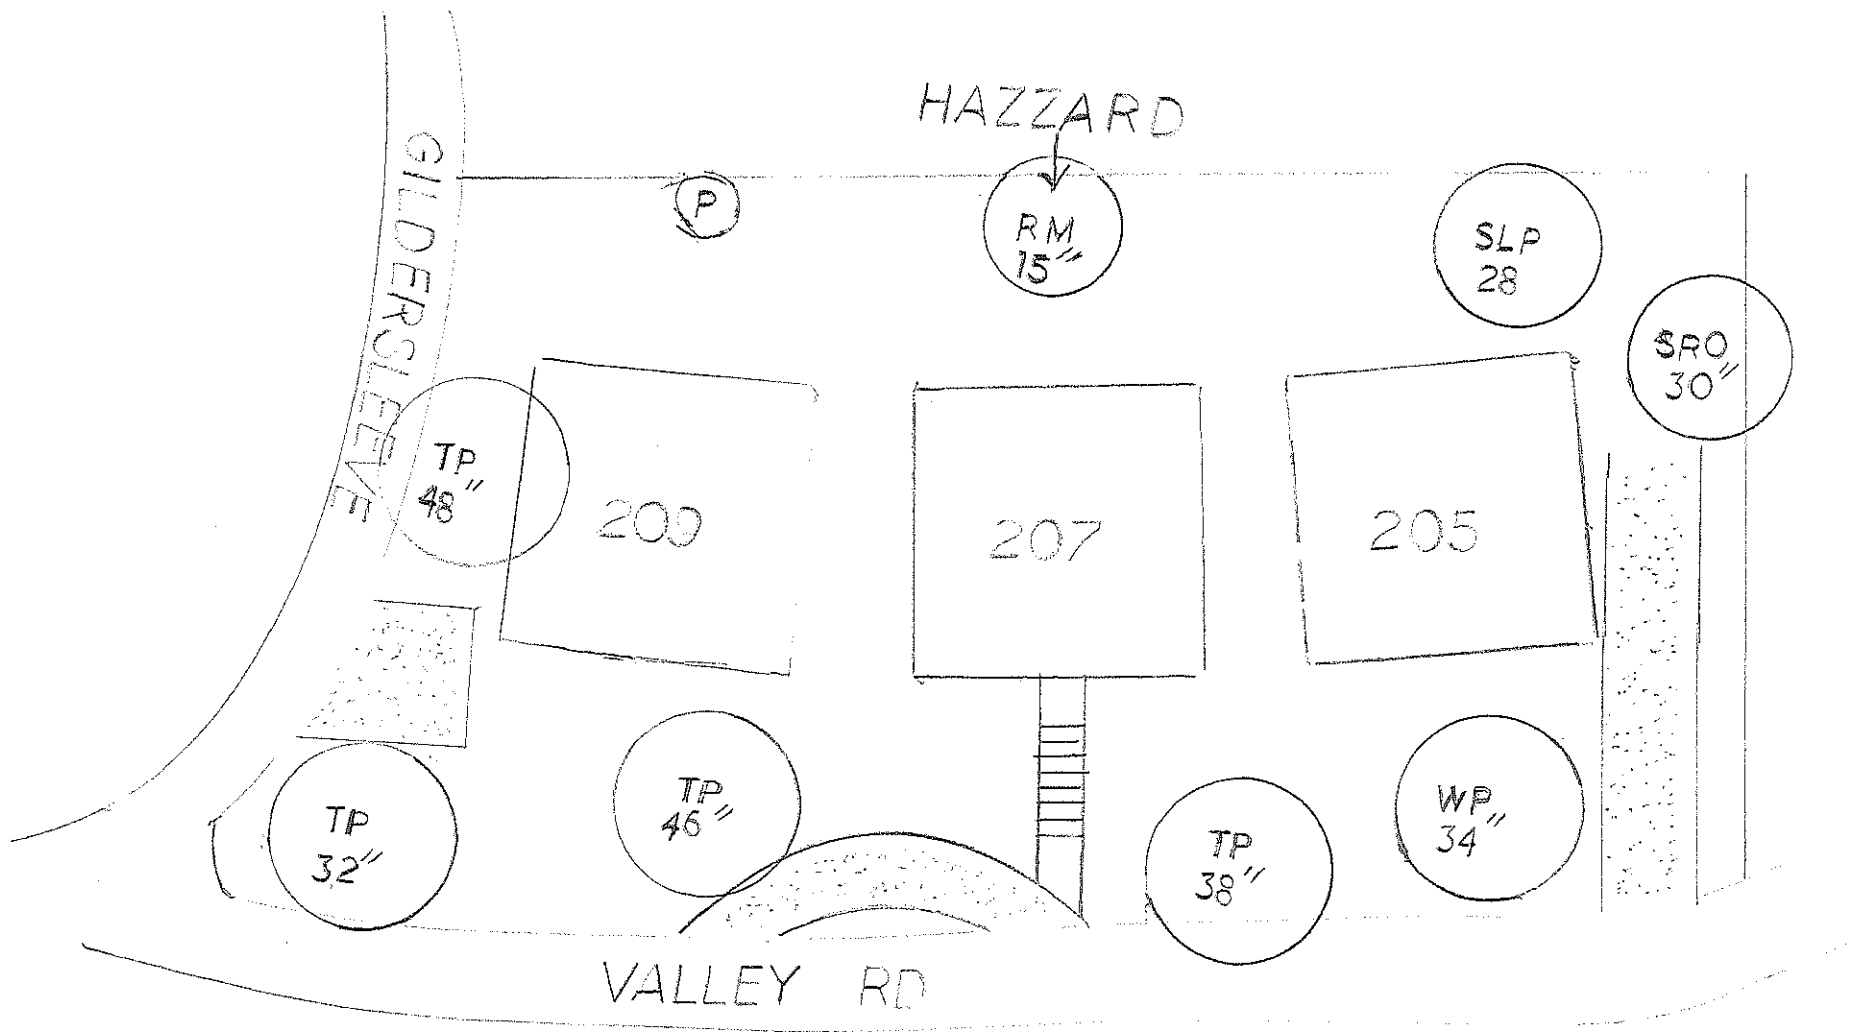 HAZZARD
GILDERSLEEVE
P
RM
15"
SLP
28
SRO
30"
TP
48"
209
207
205
TP
32"
TP
46"
TP
38"
WP
34"
VALLEY RD